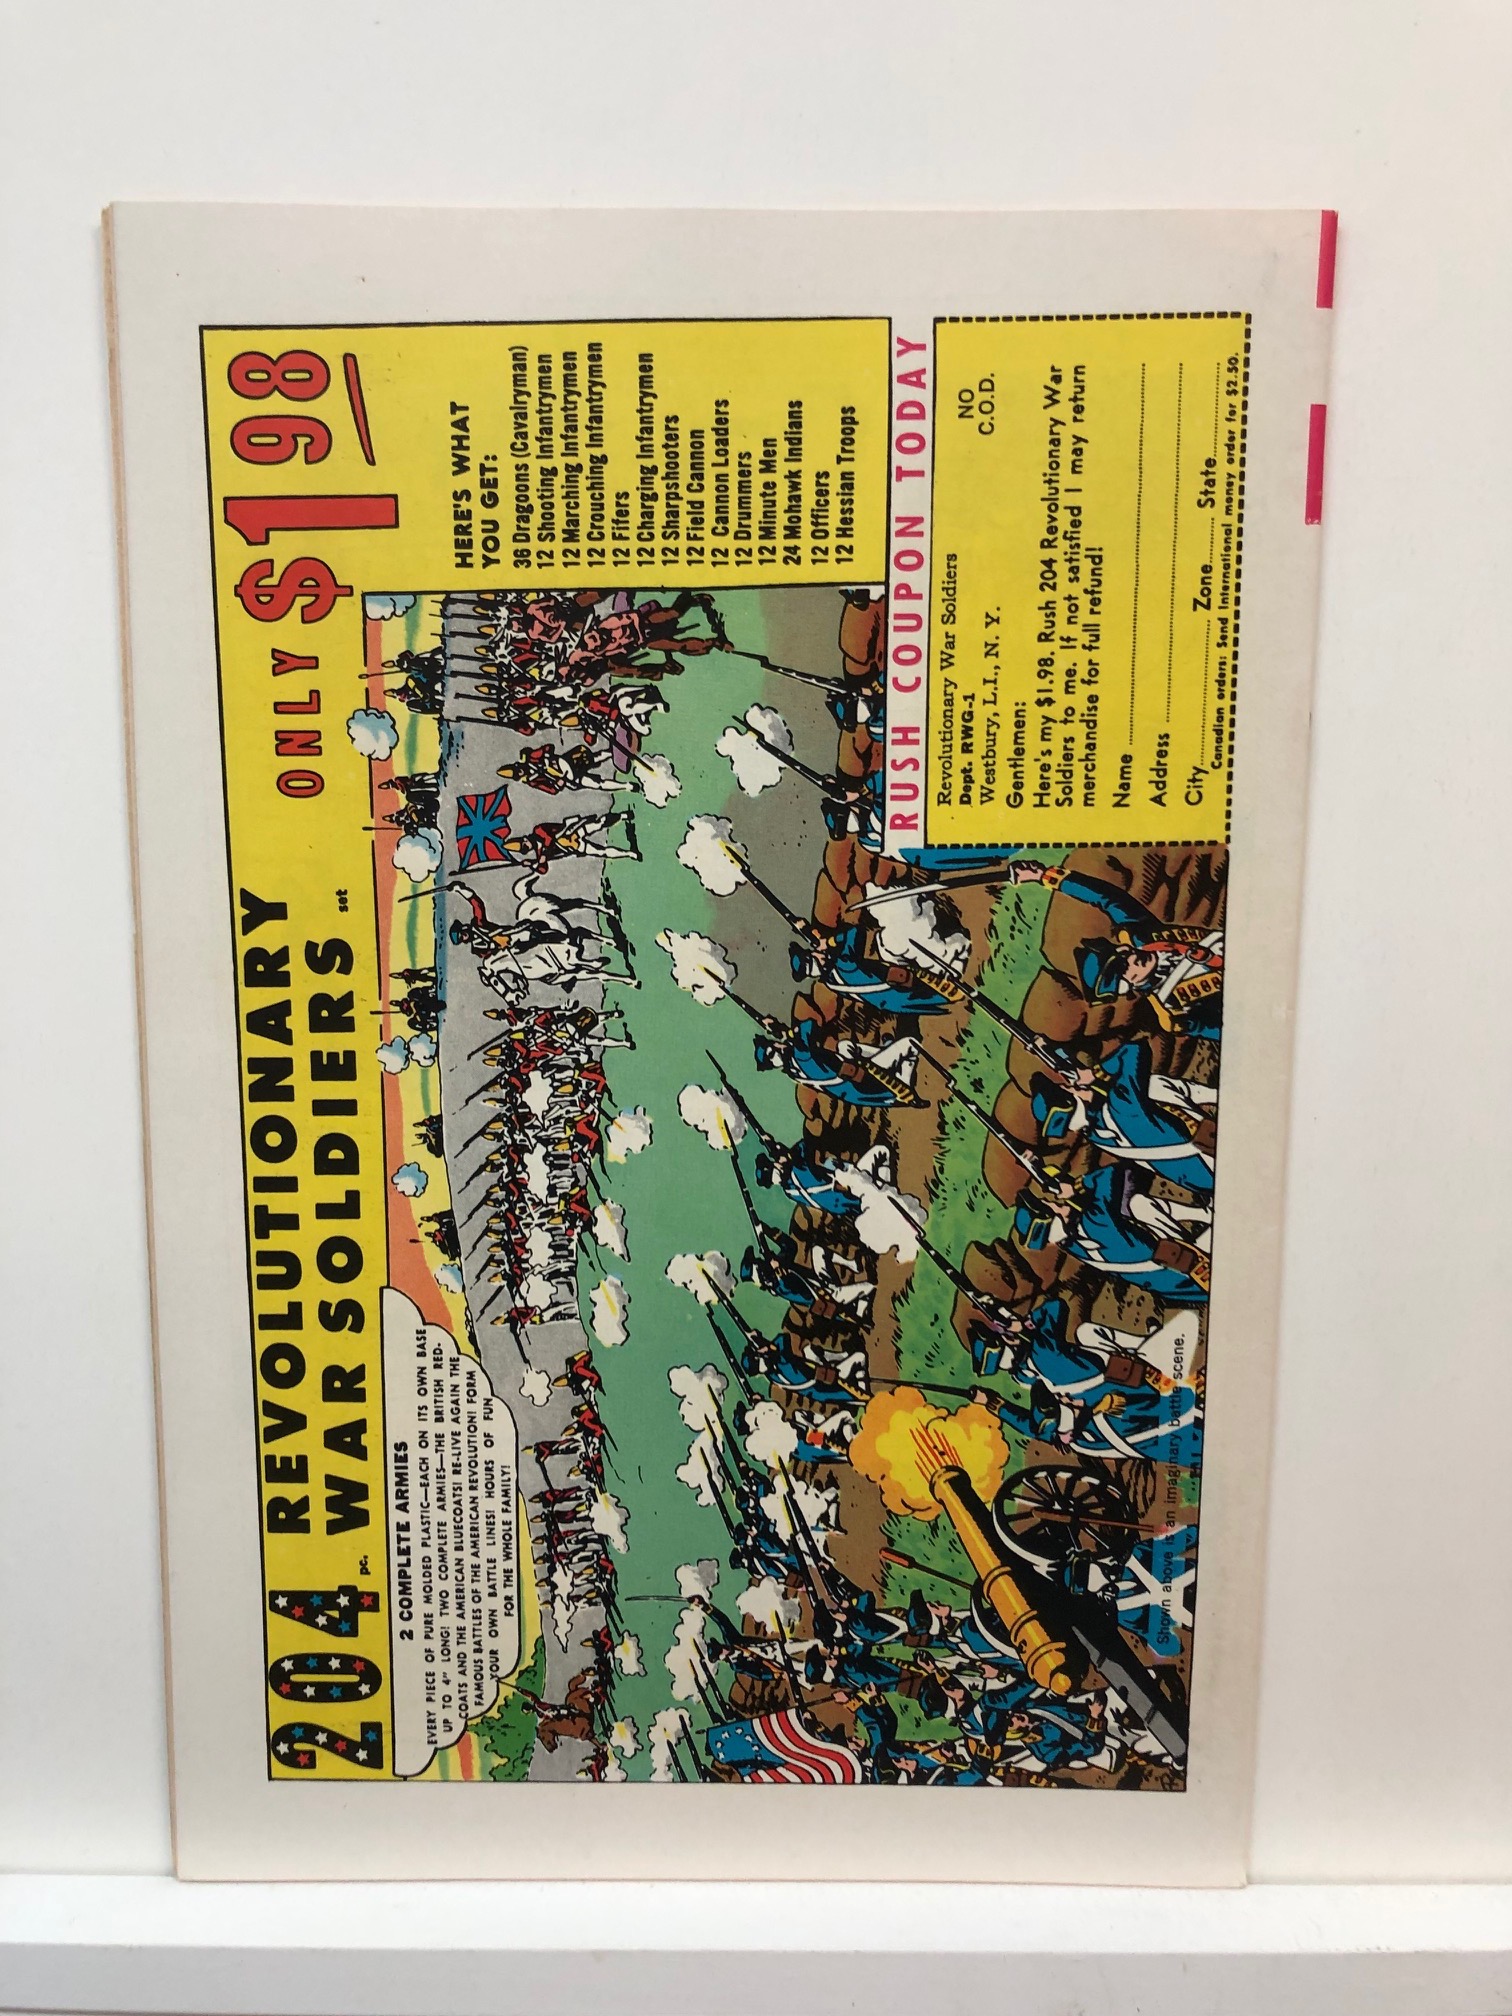 204 pc. REVOLUTIONARY
WAR SOLDIERS set
ONLY $1.98
2 COMPLETE ARMIES
EVERY PIECE OF PURE MOLDED PLASTIC—EACH ON ITS OWN BASE
UP TO 4" LONG! TWO COMPLETE ARMIES—THE BRITISH RED-
COATS AND THE AMERICAN BLUECOATS! RE-LIVE AGAIN THE
FAMOUS BATTLES OF THE AMERICAN REVOLUTION! FORM
YOUR OWN BATTLE LINES! HOURS OF FUN
FOR THE WHOLE FAMILY!
HERE'S WHAT
YOU GET:
36 Dragoons (Cavalryman)
12 Shooting Infantrymen
12 Marching Infantrymen
12 Crouching Infantrymen
12 Fifers
12 Charging Infantrymen
12 Sharpshooters
12 Field Cannon
12 Cannon Loaders
12 Drummers
12 Minute Men
24 Mohawk Indians
12 Officers
12 Hessian Troops
RUSH COUPON TODAY
Revolutionary War Soldiers
Dept. RWG-1 NO
Westbury, L.I., N. Y. C.O.D.
Gentlemen:
Here's my $1.98. Rush 204 Revolutionary War
Soldiers to me. If not satisfied I may return
merchandise for full refund!
Name
Address
City Zone State
Canadian orders: Send International money order for $2.50.
Shown above is an imaginary battle scene.